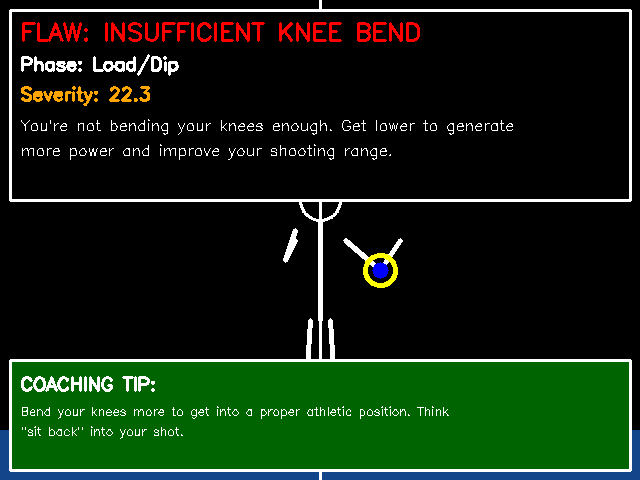 FLAW: INSUFFICIENT KNEE BEND
Phase: Load/Dip
Severity: 22.3
You're not bending your knees enough. Get lower to generate
more power and improve your shooting range.
COACHING TIP:
Bend your knees more to get into a proper athletic position. Think
"sit back" into your shot.